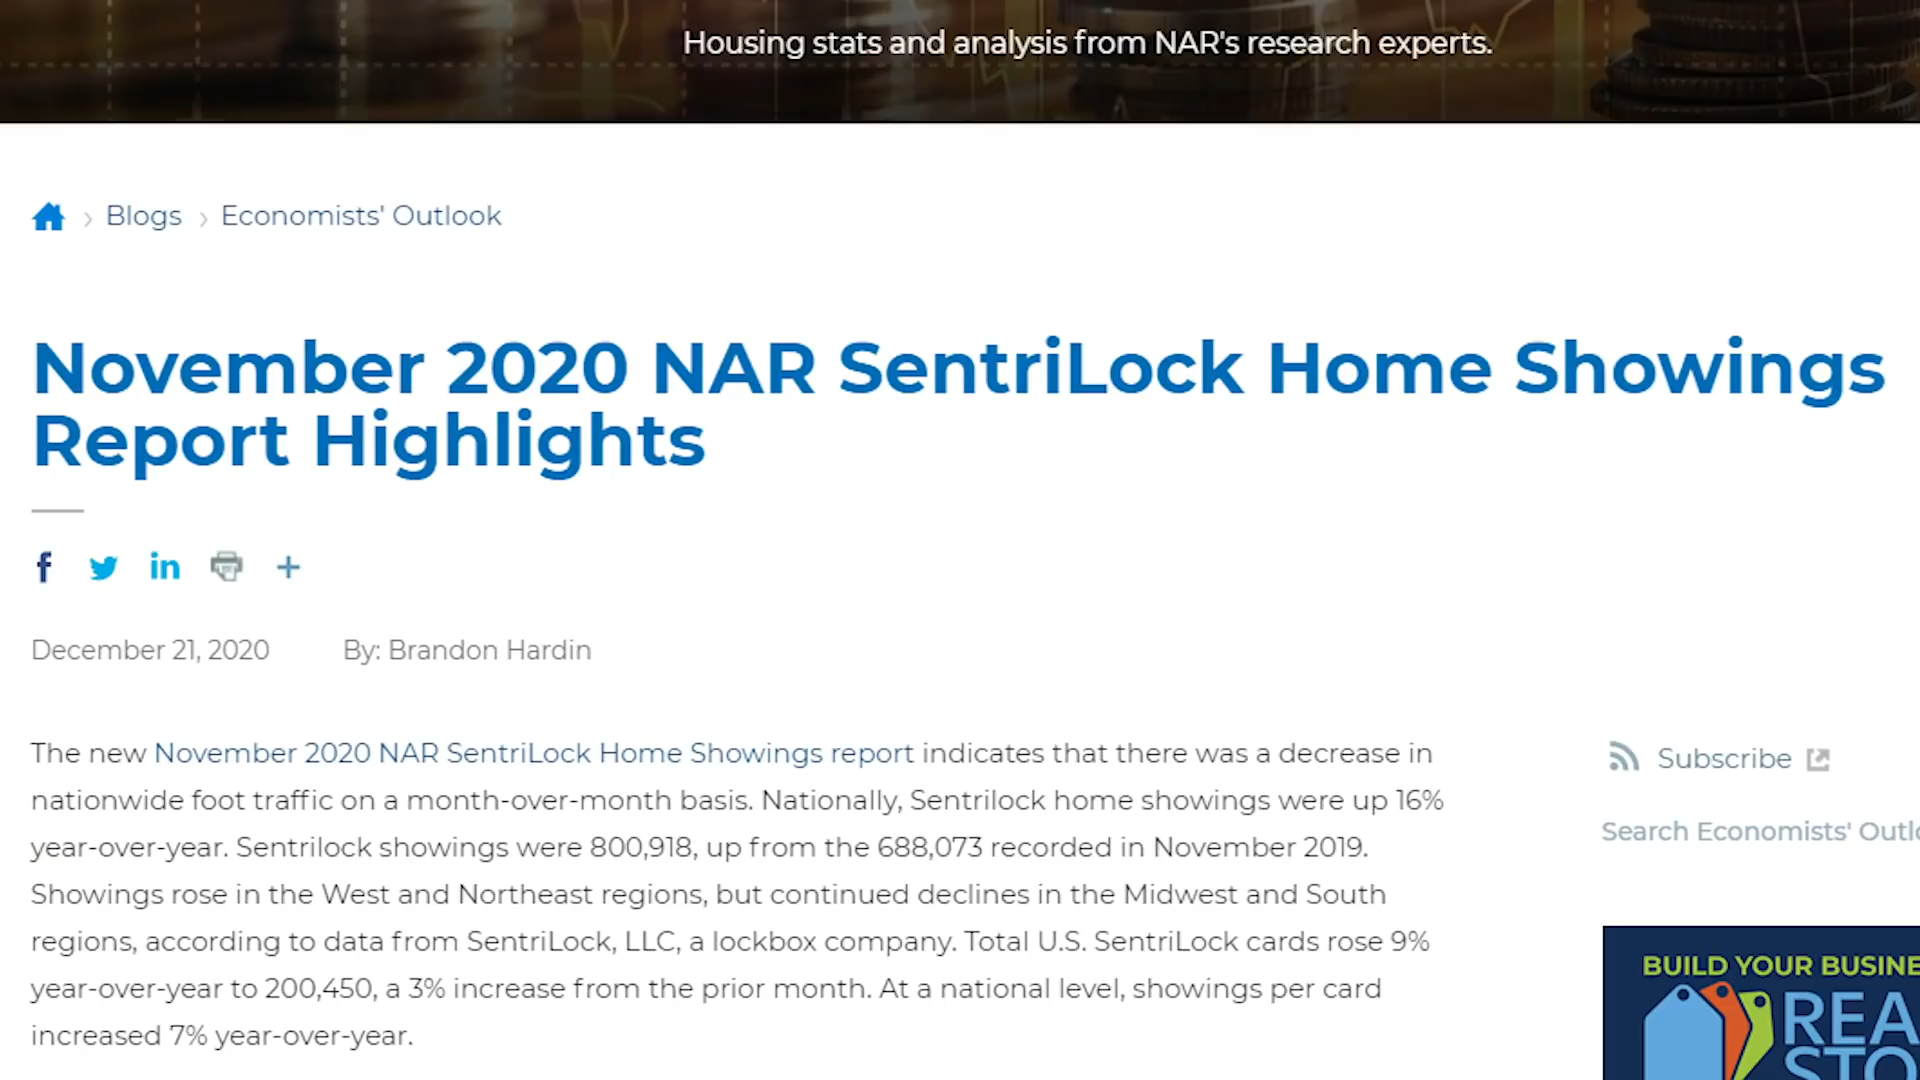 Housing stats and analysis from NAR's research experts.
Blogs
Economists' Outlook
November 2020 NAR SentriLock Home Showings
Report Highlights
December 21, 2020 By: Brandon Hardin
The new November 2020 NAR SentriLock Home Showings report indicates that there was a decrease in
nationwide foot traffic on a month-over-month basis. Nationally, Sentrilock home showings were up 16%
year-over-year. Sentrilock showings were 800,918, up from the 688,073 recorded in November 2019.
Showings rose in the West and Northeast regions, but continued declines in the Midwest and South
regions, according to data from SentriLock, LLC, a lockbox company. Total U.S. SentriLock cards rose 9%
year-over-year to 200,450, a 3% increase from the prior month. At a national level, showings per card
increased 7% year-over-year.
Subscribe
Search Economists'
BUILD YOUR